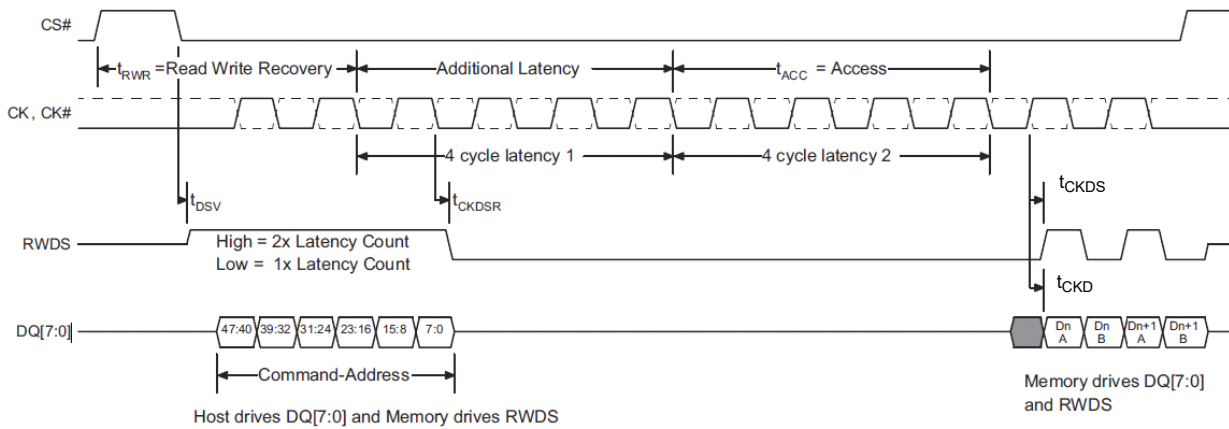 CS#
tRWR =Read Write Recovery
Additional Latency
tACC = Access
CK , CK#
4 cycle latency 1
4 cycle latency 2
tDSV
tCKDSR
tCKDS
RWDS
High = 2x Latency Count
Low = 1x Latency Count
tCKD
DQ[7:0]
47:40 39:32 31:24 23:16 15:8 7:0
Dn A
Dn B
Dn+1 A
Dn+1 B
Command-Address
Memory drives DQ[7:0]
and RWDS
Host drives DQ[7:0] and Memory drives RWDS